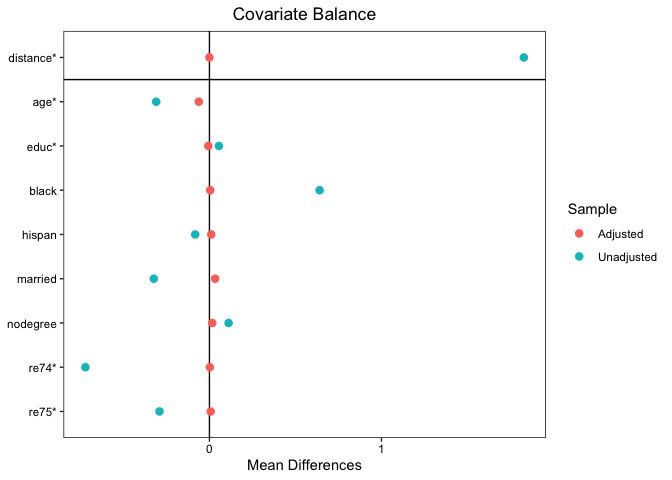 Covariate Balance
distance*
age*
educ*
black
hispan
married
nodegree
re74*
re75*
0
1
Mean Differences
Sample
Adjusted
Unadjusted